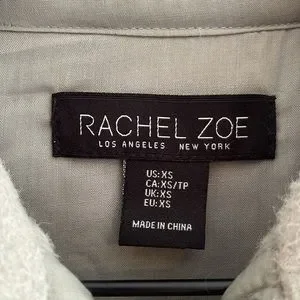 RACHEL ZOE
LOS ANGELES NEW YORK
US:XS
CA:XS/TP
UK:XS
EU:XS
MADE IN CHINA